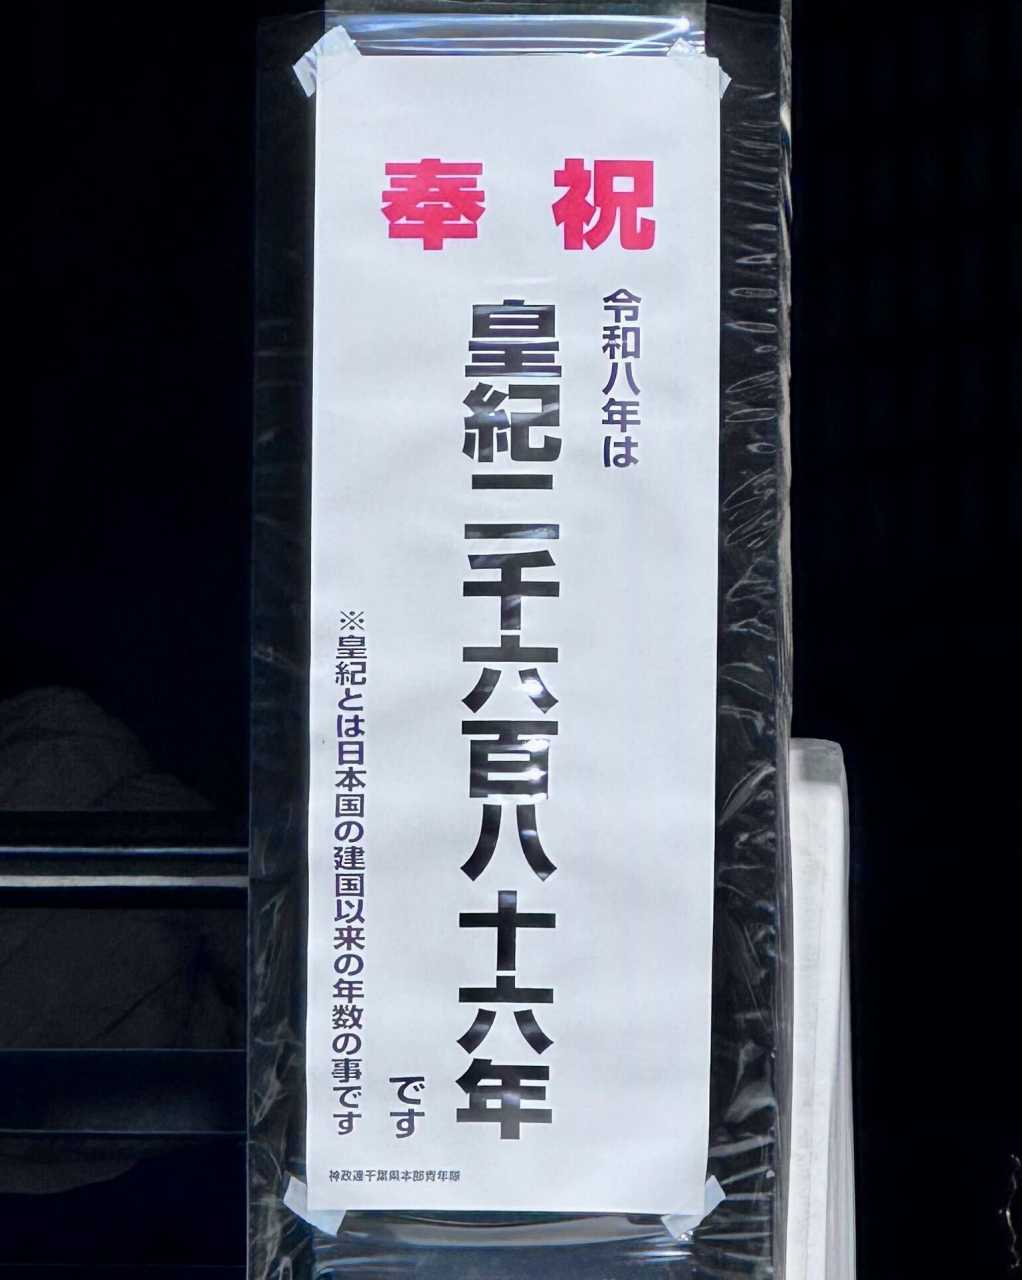 奉祝
令和八年は
皇紀二千六百八十六年
です
※皇紀とは日本国の建国以来の年数の事です
神政連千葉県本部青年隊